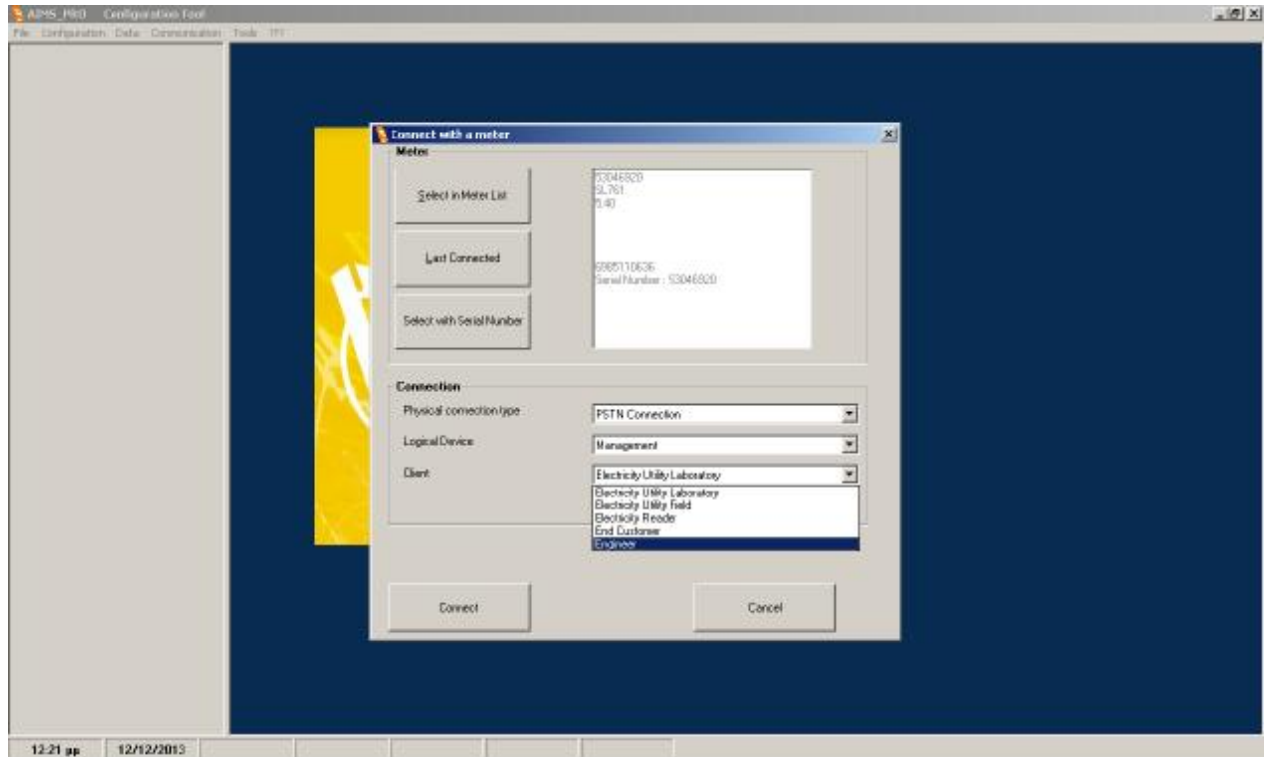 AIMS_PRO Configuration Tool
File Configuration Data Communication Tools
Connect with a meter
Meter
Select in Meter List
53046920
SL761
5.40
Last Connected
6985110636
Serial Number : 53046920
Select with Serial Number
Connection
Physical connection type
PSTN Connection
Logical Device
Management
Client
Electricity Utility Laboratory
Electricity Utility Laboratory
Electricity Utility Field
Electricity Reader
End Customer
Engineer
Connect
Cancel
12:21 μμ 12/12/2013